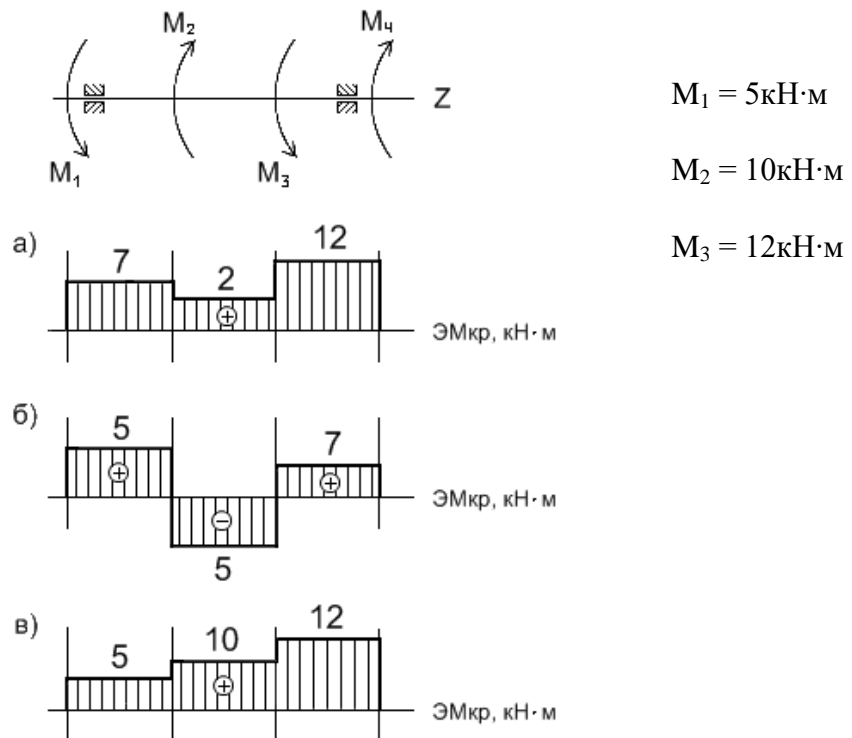 M₂ M₄
Z
M₁ M₃
M₁ = 5кН·м
M₂ = 10кН·м
M₃ = 12кН·м
а) 7 2 12
+
ЭМкр, кН·м
б) 5 7
+ +
−
ЭМкр, кН·м
5
в) 5 10 12
+
ЭМкр, кН·м